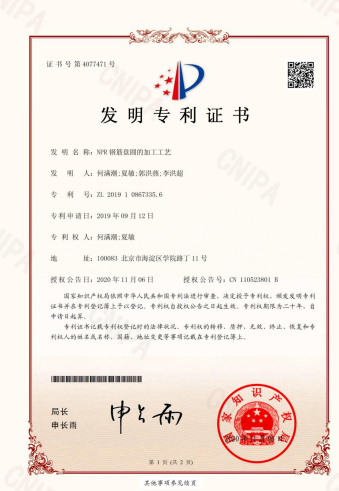 证书号第4077471号
发明专利证书
发 明 名 称：NPR钢筋盘圆的加工工艺
发 明 人：何满潮;夏敏;郭洪燕;李洪超
专 利 号：ZL 2019 1 0867335.6
专利申请日：2019年09月12日
专 利 权 人：何满潮;夏敏
地 址：100083 北京市海淀区学院路丁11号
授权公告日：2020年11月06日 授权公告号：CN 110523801 B
国家知识产权局依照中华人民共和国专利法进行审查，决定授予专利权，颁发发明专利
证书并在专利登记簿上予以登记。专利权自授权公告之日起生效。专利权期限为二十年，自
申请日起算。
专利证书记载专利权登记时的法律状况。专利权的转移、质押、无效、终止、恢复和专
利权人的姓名或名称、国籍、地址变更等事项记载在专利登记簿上。
局长
申长雨
申长雨
国家知识产权局
第 1 页 (共 2 页)
其他事项参见续页
CNIPA
CNIPA